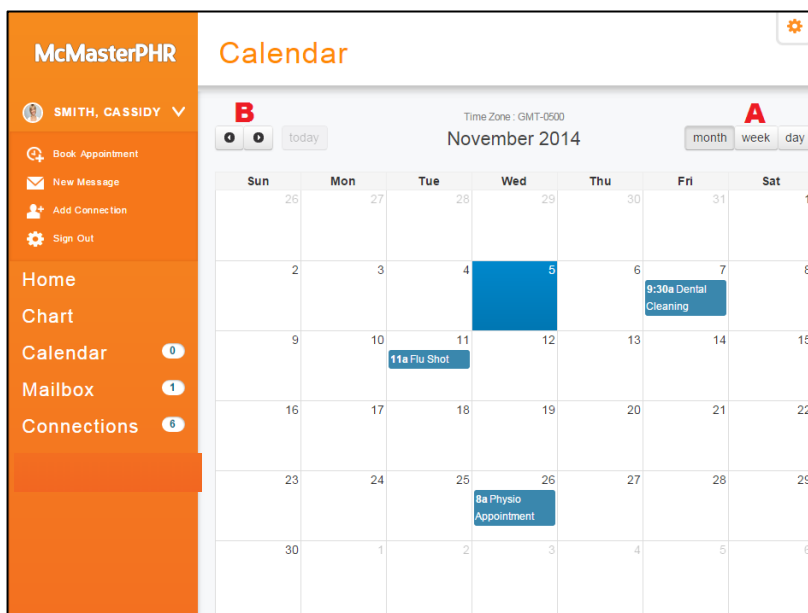 McMasterPHR
Calendar
SMITH, CASSIDY
Book Appointment
New Message
Add Connection
Sign Out
Home
Chart
Calendar 0
Mailbox 1
Connections 6
B
A
Time Zone : GMT-0500
today
November 2014
month week day
Sun Mon Tue Wed Thu Fri Sat
26 27 28 29 30 31 1
2 3 4 5 6 7 8
9:30a Dental
Cleaning
9 10 11 12 13 14 15
11a Flu Shot
16 17 18 19 20 21 22
23 24 25 26 27 28 29
8a Physio
Appointment
30 1 2 3 4 5 6